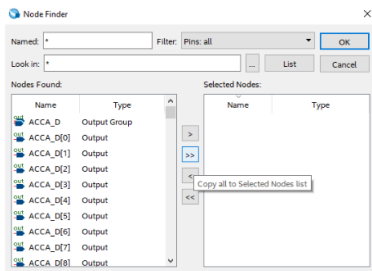 Node Finder
Named: * Filter: Pins: all OK
Look in: * ... List Cancel
Nodes Found: Selected Nodes:
Name Type Name Type
ACCA_D Output Group
ACCA_D[0] Output
ACCA_D[1] Output
ACCA_D[2] Output
ACCA_D[3] Output
ACCA_D[4] Output
ACCA_D[5] Output
ACCA_D[6] Output
ACCA_D[7] Output
ACCA_D[8] Output
>
>>
<
Copy all to Selected Nodes list
<<